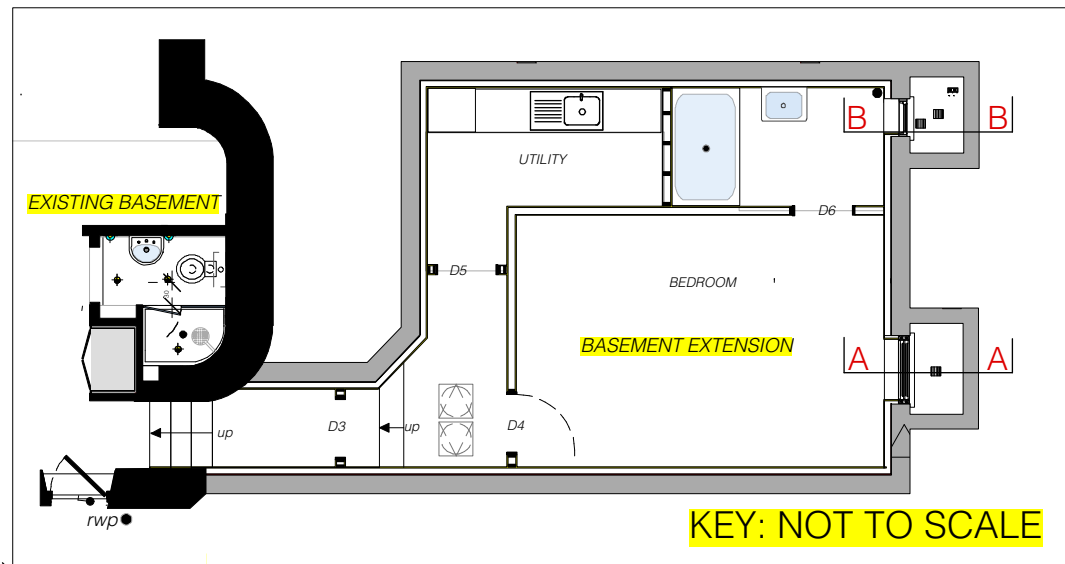 B B
UTILITY
EXISTING BASEMENT
D6
D5
BEDROOM
BASEMENT EXTENSION
A A
up D3 up D4
rwp
KEY: NOT TO SCALE